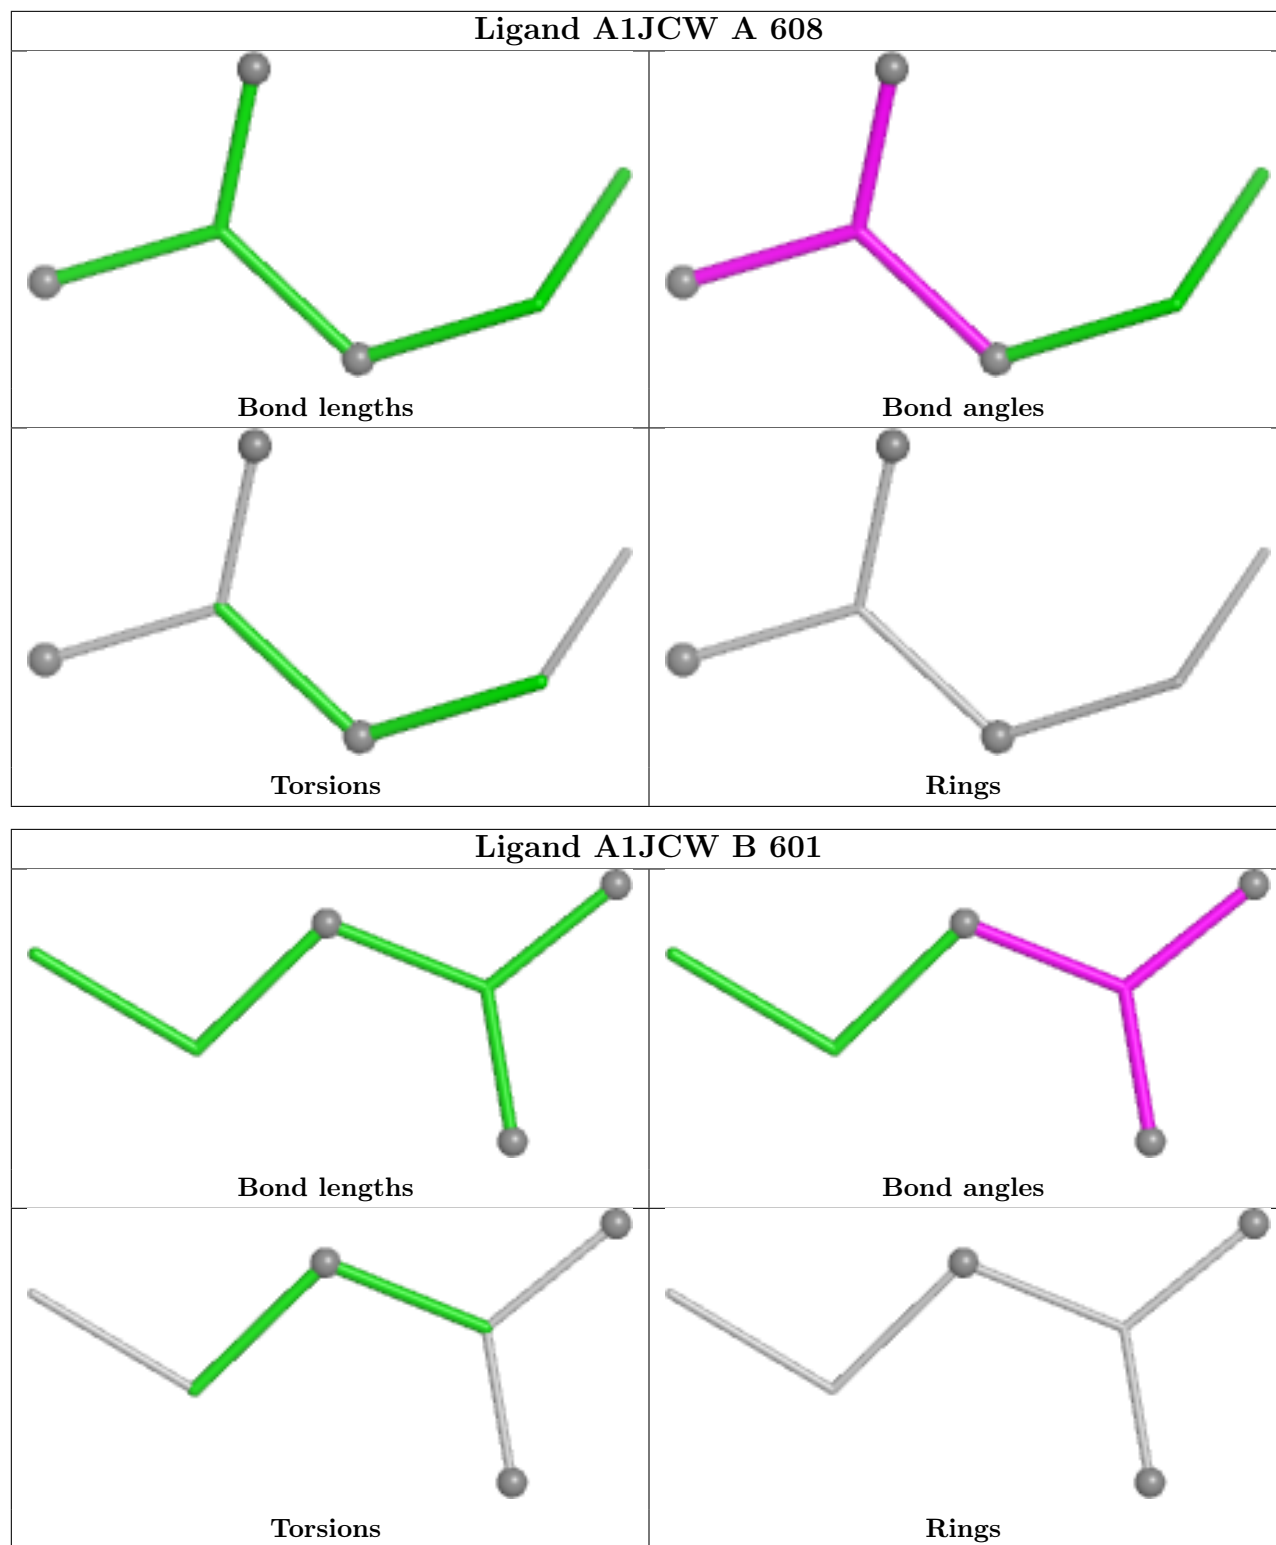 Ligand A1JCW A 608
Bond lengths
Bond angles
Torsions
Rings
Ligand A1JCW B 601
Bond lengths
Bond angles
Torsions
Rings